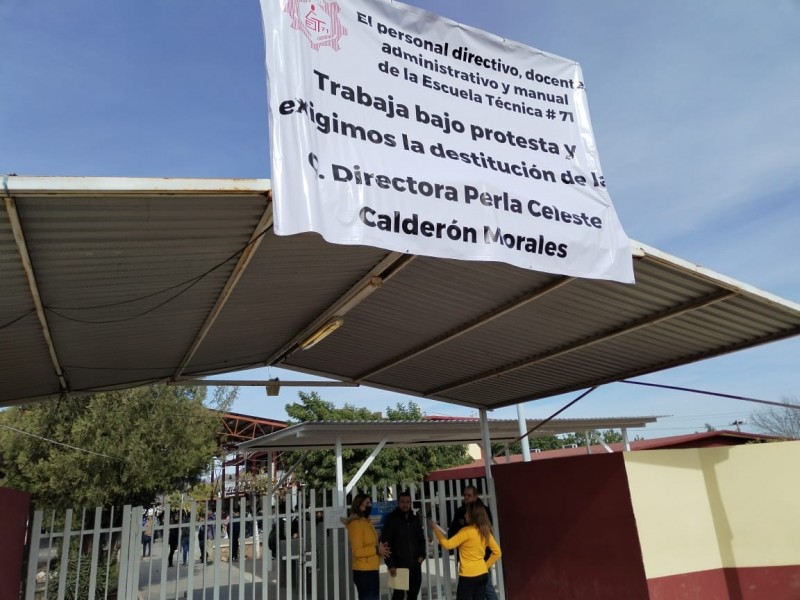 El personal directivo, docente
administrativo y manual
de la Escuela Técnica # 71
Trabaja bajo protesta y
exigimos la destitución de la
C. Directora Perla Celeste
Calderón Morales